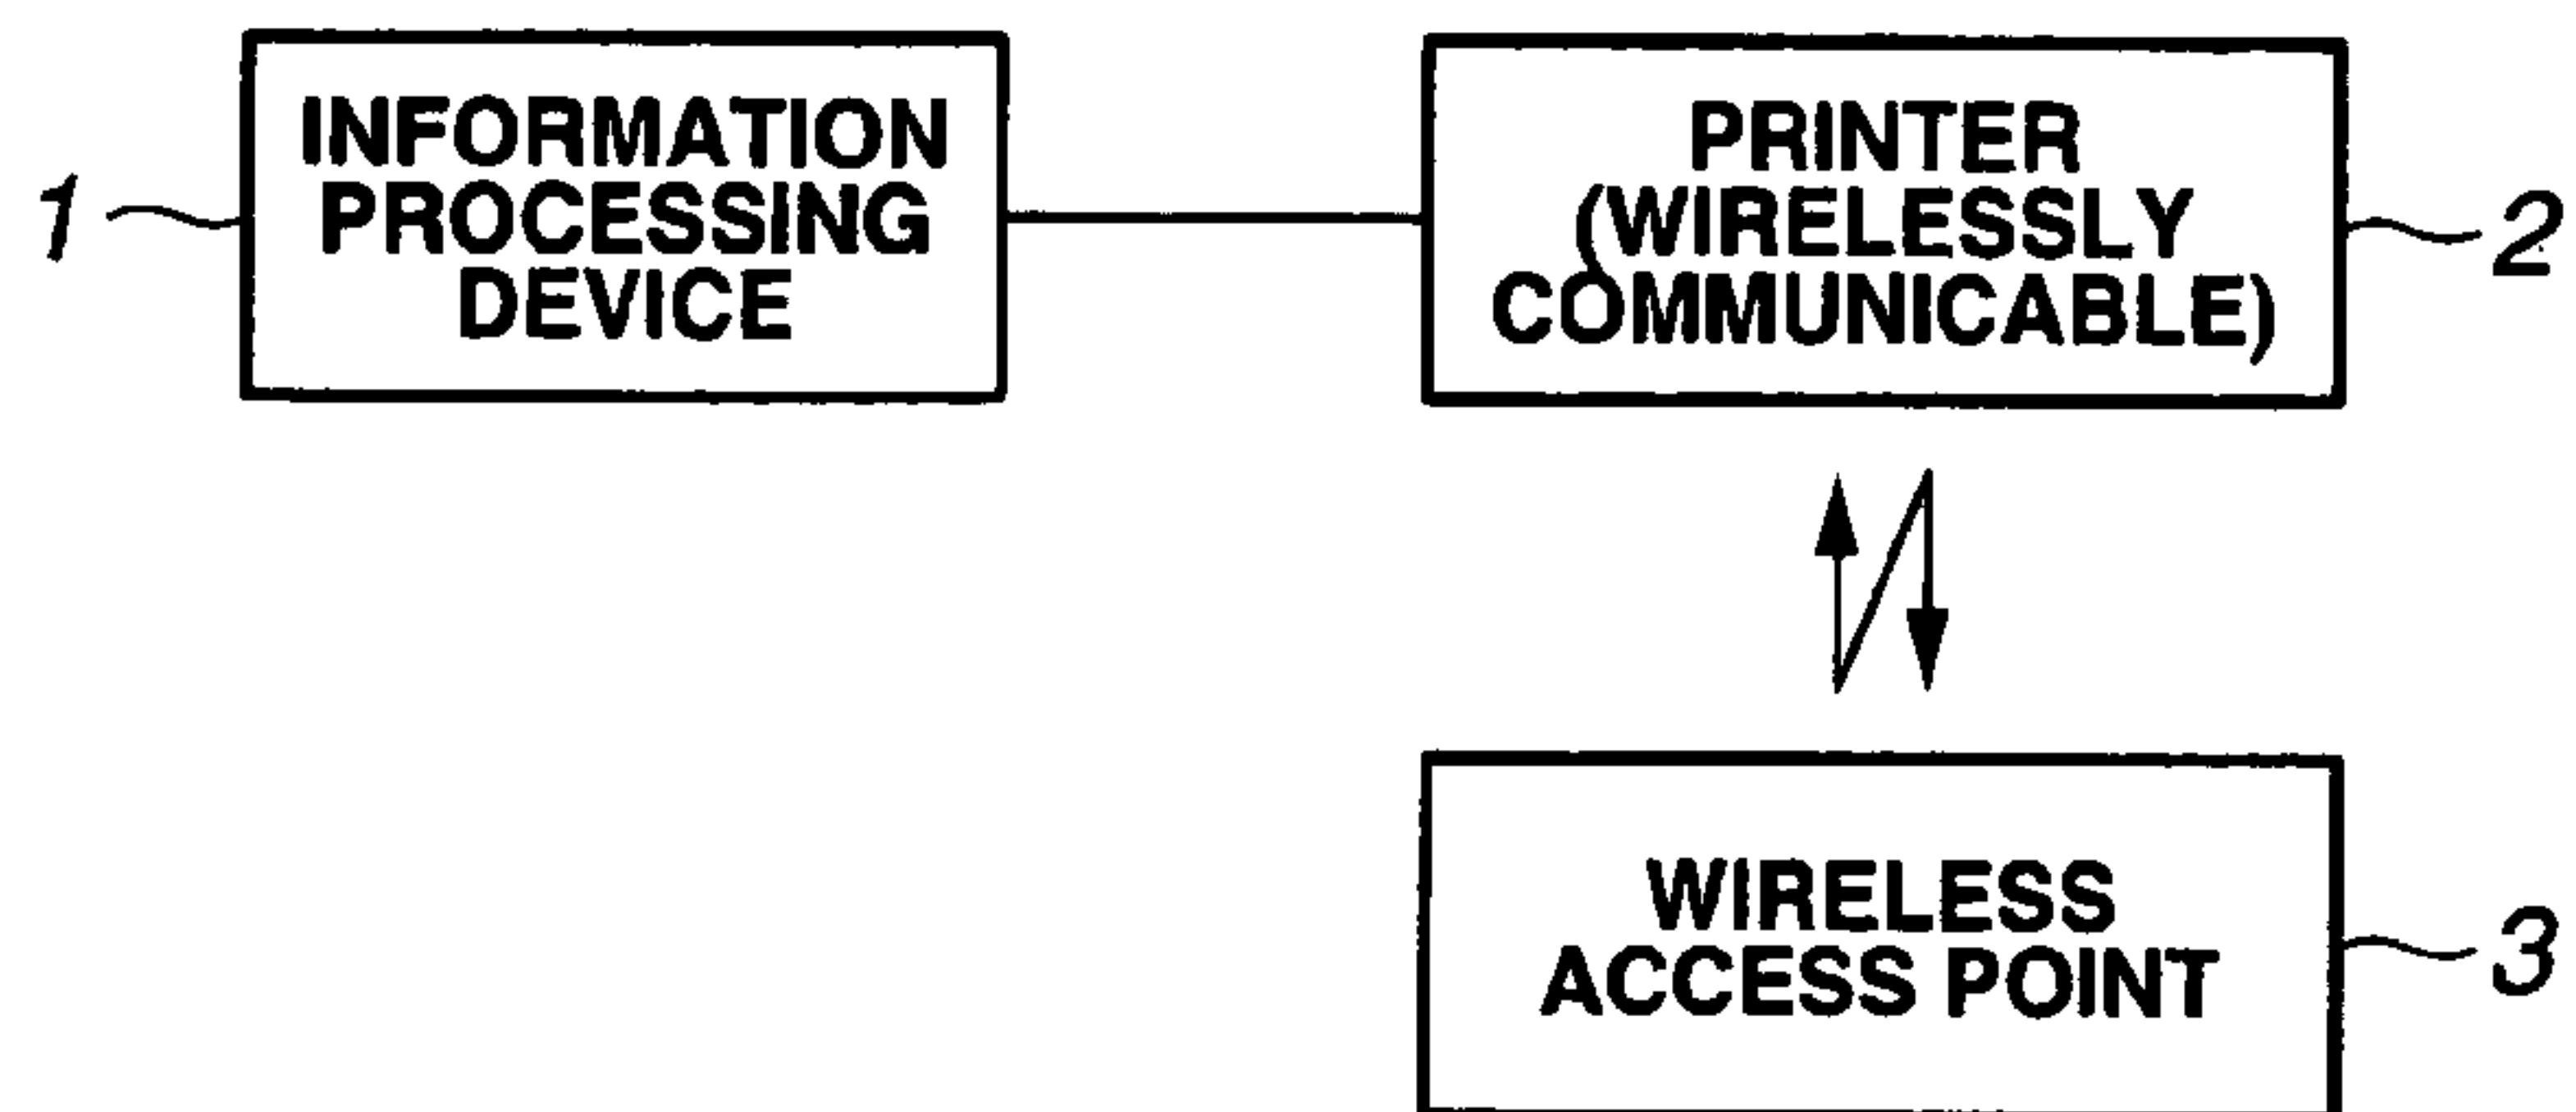 1
INFORMATION
PROCESSING
DEVICE
PRINTER
(WIRELESSLY
COMMUNICABLE)
2
WIRELESS
ACCESS POINT
3